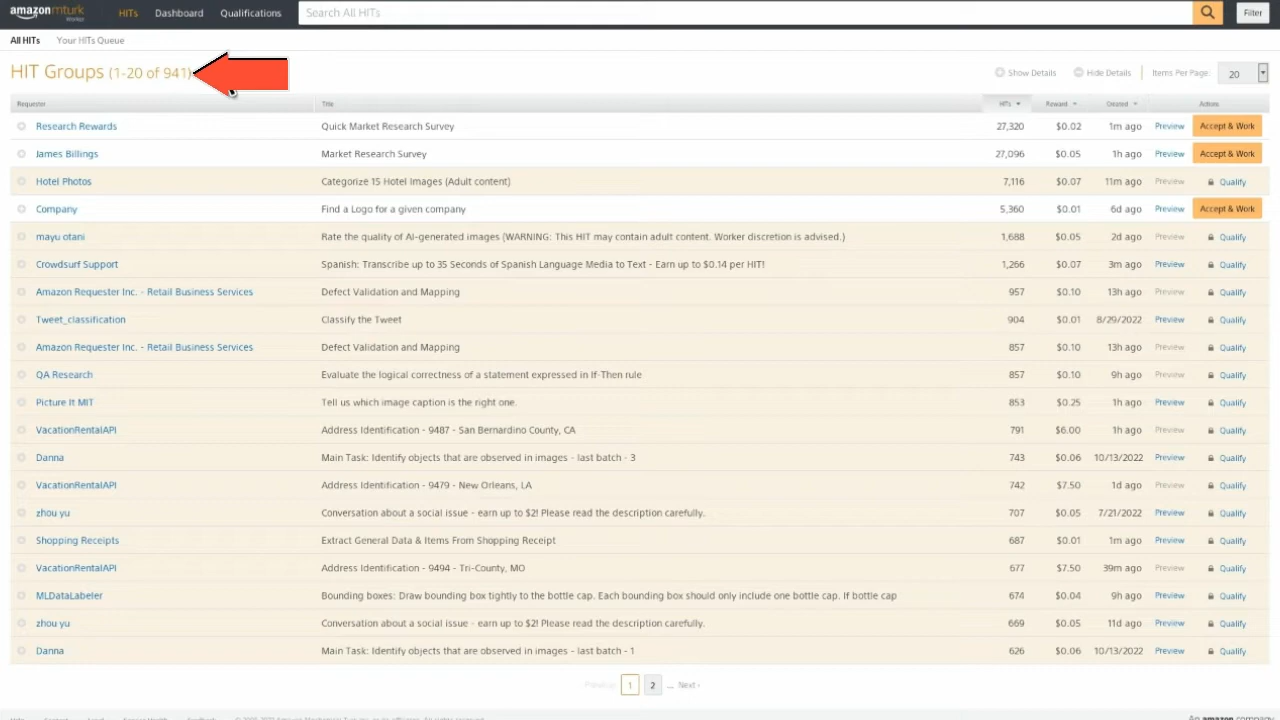 amazonmturk
Worker
HITs Dashboard Qualifications Search All HITs Filter
All HITs Your HITs Queue
HIT Groups (1-20 of 941)
Show Details Hide Details Items Per Page: 20
Requester Title HITs Reward Created Actions
Research Rewards Quick Market Research Survey 27,320 $0.02 1m ago Preview Accept & Work
James Billings Market Research Survey 27,096 $0.05 1h ago Preview Accept & Work
Hotel Photos Categorize 15 Hotel Images (Adult content) 7,116 $0.07 11m ago Preview Qualify
Company Find a Logo for a given company 5,360 $0.01 6d ago Preview Accept & Work
mayu otani Rate the quality of AI-generated images (WARNING: This HIT may contain adult content. Worker discretion is advised.) 1,688 $0.05 2d ago Preview Qualify
Crowdsurf Support Spanish: Transcribe up to 35 Seconds of Spanish Language Media to Text - Earn up to $0.14 per HIT! 1,266 $0.07 3m ago Preview Qualify
Amazon Requester Inc. - Retail Business Services Defect Validation and Mapping 957 $0.10 13h ago Preview Qualify
Tweet_classification Classify the Tweet 904 $0.01 8/29/2022 Preview Qualify
Amazon Requester Inc. - Retail Business Services Defect Validation and Mapping 857 $0.10 13h ago Preview Qualify
QA Research Evaluate the logical correctness of a statement expressed in If-Then rule 857 $0.10 9h ago Preview Qualify
Picture It MIT Tell us which image caption is the right one. 853 $0.25 1h ago Preview Qualify
VacationRentalAPI Address Identification - 9487 - San Bernardino County, CA 791 $6.00 1h ago Preview Qualify
Danna Main Task: Identify objects that are observed in images - last batch - 3 743 $0.06 10/13/2022 Preview Qualify
VacationRentalAPI Address Identification - 9479 - New Orleans, LA 742 $7.50 1d ago Preview Qualify
zhou yu Conversation about a social issue - earn up to $2! Please read the description carefully. 707 $0.05 7/21/2022 Preview Qualify
Shopping Receipts Extract General Data & Items From Shopping Receipt 687 $0.01 1m ago Preview Qualify
VacationRentalAPI Address Identification - 9494 - Tri-County, MO 677 $7.50 39m ago Preview Qualify
MLDataLabeler Bounding boxes: Draw bounding box tightly to the bottle cap. Each bounding box should only include one bottle cap. If bottle cap 674 $0.04 9h ago Preview Qualify
zhou yu Conversation about a social issue - earn up to $2! Please read the description carefully. 669 $0.05 11d ago Preview Qualify
Danna Main Task: Identify objects that are observed in images - last batch - 1 626 $0.06 10/13/2022 Preview Qualify
Previous 1 2 ... Next ›
An amazon company